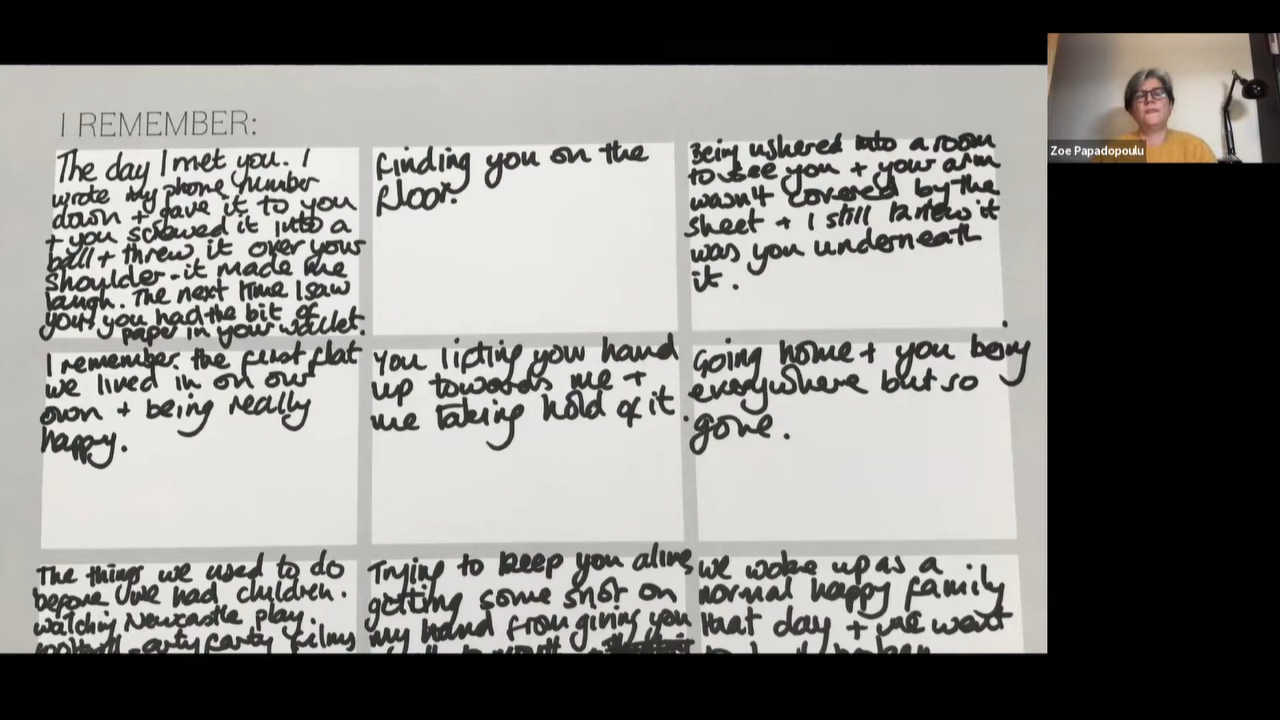 I REMEMBER:
The day I met you. I
wrote my phone number
down + gave it to you
+ you screwed it into a
ball + threw it over your
shoulder - it made me
laugh. The next time I saw
you, you had the bit of
paper in your wallet.
Finding you on the
floor.
Being ushered into a room
to see you + your arm
wasn't covered by the
sheet + I still knew it
was you underneath
it.
I remember the first flat
we lived in on our
own + being really
happy.
You lifting your hand
up towards me +
me taking hold of it.
Going home + you being
everywhere but so
gone.
The things we used to do
before we had children.
watching Newcastle play
arty farty films
Trying to keep you alive,
getting some snot on
my hand from giving you
we woke up as a
normal happy family
that day + we went
Zoe Papadopoulu